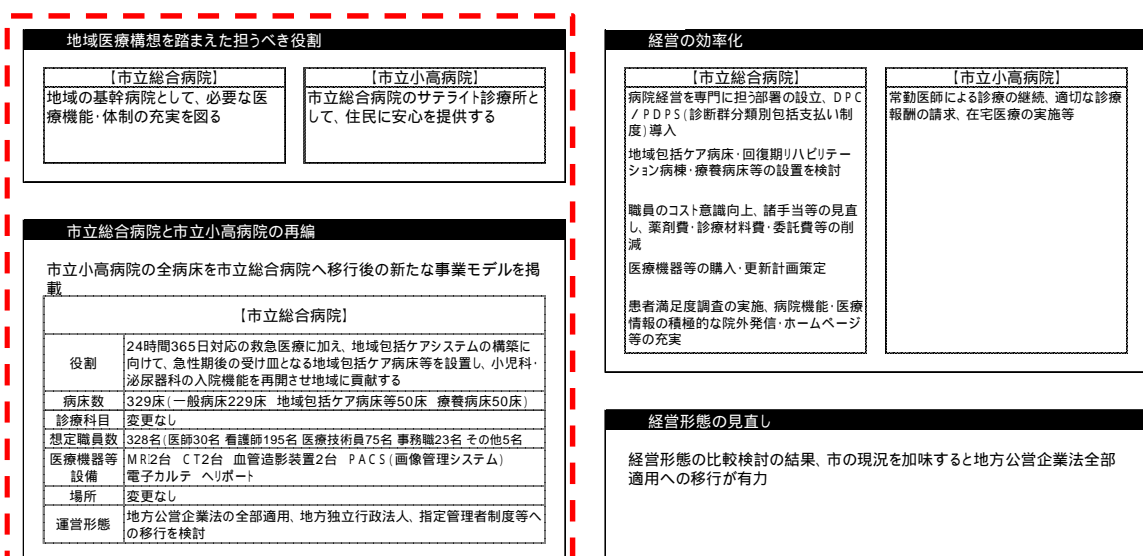 地域医療構想を踏まえた担うべき役割
【市立総合病院】
地域の基幹病院として、必要な医
療機能・体制の充実を図る
【市立小高病院】
市立総合病院のサテライト診療所と
して、住民に安心を提供する
市立総合病院と市立小高病院の再編
市立小高病院の全病床を市立総合病院へ移行後の新たな事業モデルを掲
載
【市立総合病院】
役割
24時間365日対応の救急医療に加え、地域包括ケアシステムの構築に
向けて、急性期後の受け皿となる地域包括ケア病床等を設置し、小児科・
泌尿器科の入院機能を再開させ地域に貢献する
病床数
329床(一般病床229床 地域包括ケア病床等50床 療養病床50床)
診療科目
変更なし
想定職員数
328名(医師30名 看護師195名 医療技術員75名 事務職23名 その他5名
医療機器等
設備
MRI2台 CT2台 血管造影装置2台 PACS(画像管理システム)
電子カルテ ヘリポート
場所
変更なし
運営形態
地方公営企業法の全部適用、地方独立行政法人、指定管理者制度等へ
の移行を検討
経営の効率化
【市立総合病院】
病院経営を専門に担う部署の設立、DPC
/PDPS(診断群分類別包括支払い制
度)導入
地域包括ケア病床・回復期リハビリテー
ション病棟・療養病床等の設置を検討
職員のコスト意識向上、諸手当等の見直
し、薬剤費・診療材料費・委託費等の削
減
医療機器等の購入・更新計画策定
患者満足度調査の実施、病院機能・医療
情報の積極的な院外発信・ホームページ
等の充実
【市立小高病院】
常勤医師による診療の継続、適切な診療
報酬の請求、在宅医療の実施等
経営形態の見直し
経営形態の比較検討の結果、市の現況を加味すると地方公営企業法全部
適用への移行が有力